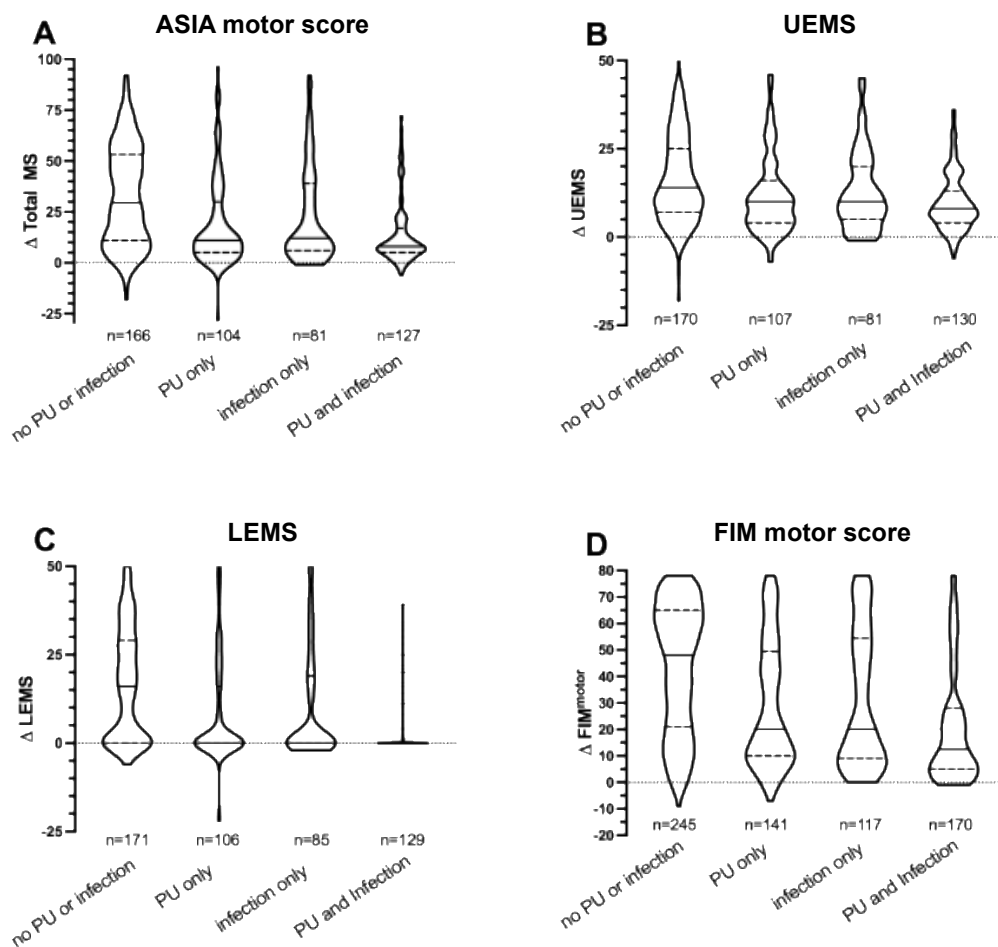 A
ASIA motor score
Δ Total MS
100
75
50
25
0
-25
n=166
n=104
n=81
n=127
no PU or infection
PU only
infection only
PU and infection
B
UEMS
Δ UEMS
50
25
0
-25
n=170
n=107
n=81
n=130
no PU or infection
PU only
infection only
PU and Infection
C
LEMS
Δ LEMS
50
25
0
-25
n=171
n=106
n=85
n=129
no PU or infection
PU only
infection only
PU and Infection
D
FIM motor score
Δ FIMmotor
80
70
60
50
40
30
20
10
0
-10
-20
n=245
n=141
n=117
n=170
no PU or infection
PU only
infection only
PU and Infection